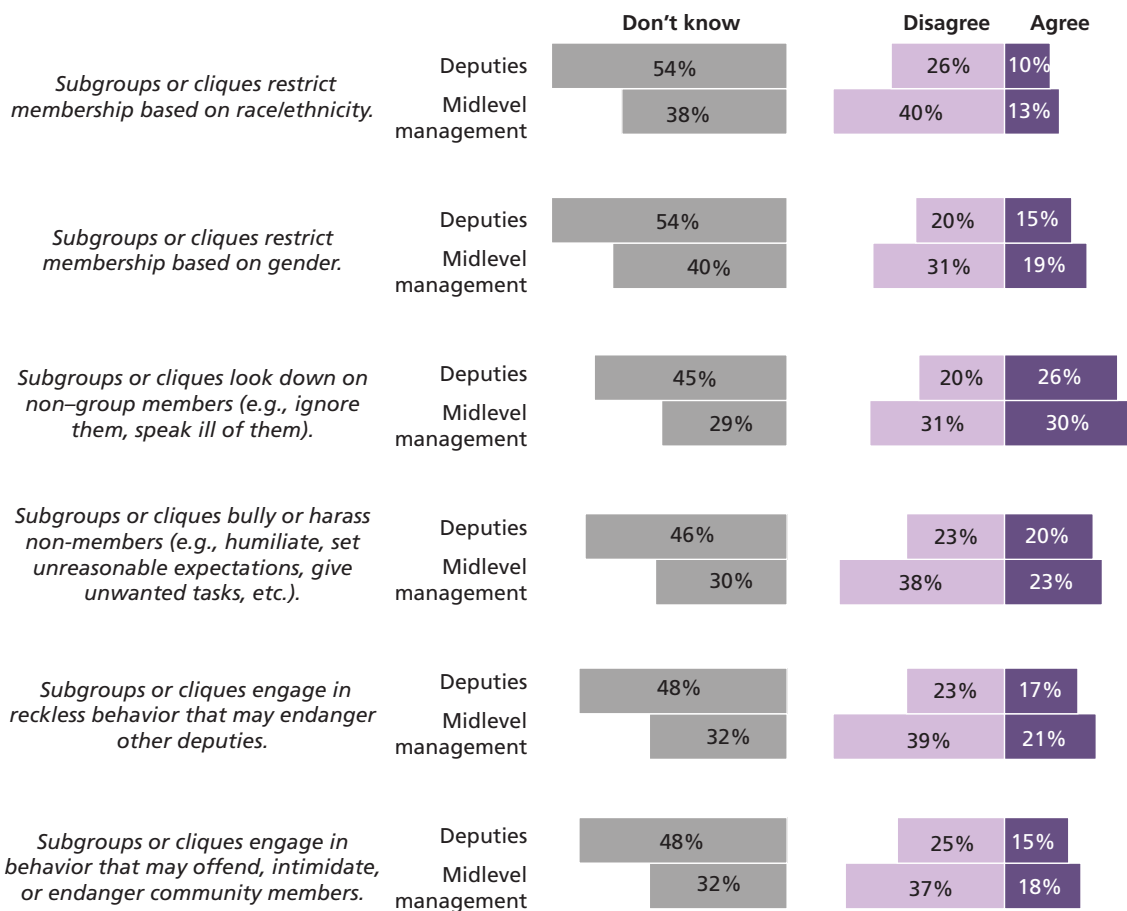 Don't know Disagree Agree
Subgroups or cliques restrict
membership based on race/ethnicity.
Deputies 54% 26% 10%
Midlevel
management 38% 40% 13%
Subgroups or cliques restrict
membership based on gender.
Deputies 54% 20% 15%
Midlevel
management 40% 31% 19%
Subgroups or cliques look down on
non–group members (e.g., ignore
them, speak ill of them).
Deputies 45% 20% 26%
Midlevel
management 29% 31% 30%
Subgroups or cliques bully or harass
non-members (e.g., humiliate, set
unreasonable expectations, give
unwanted tasks, etc.).
Deputies 46% 23% 20%
Midlevel
management 30% 38% 23%
Subgroups or cliques engage in
reckless behavior that may endanger
other deputies.
Deputies 48% 23% 17%
Midlevel
management 32% 39% 21%
Subgroups or cliques engage in
behavior that may offend, intimidate,
or endanger community members.
Deputies 48% 25% 15%
Midlevel
management 32% 37% 18%